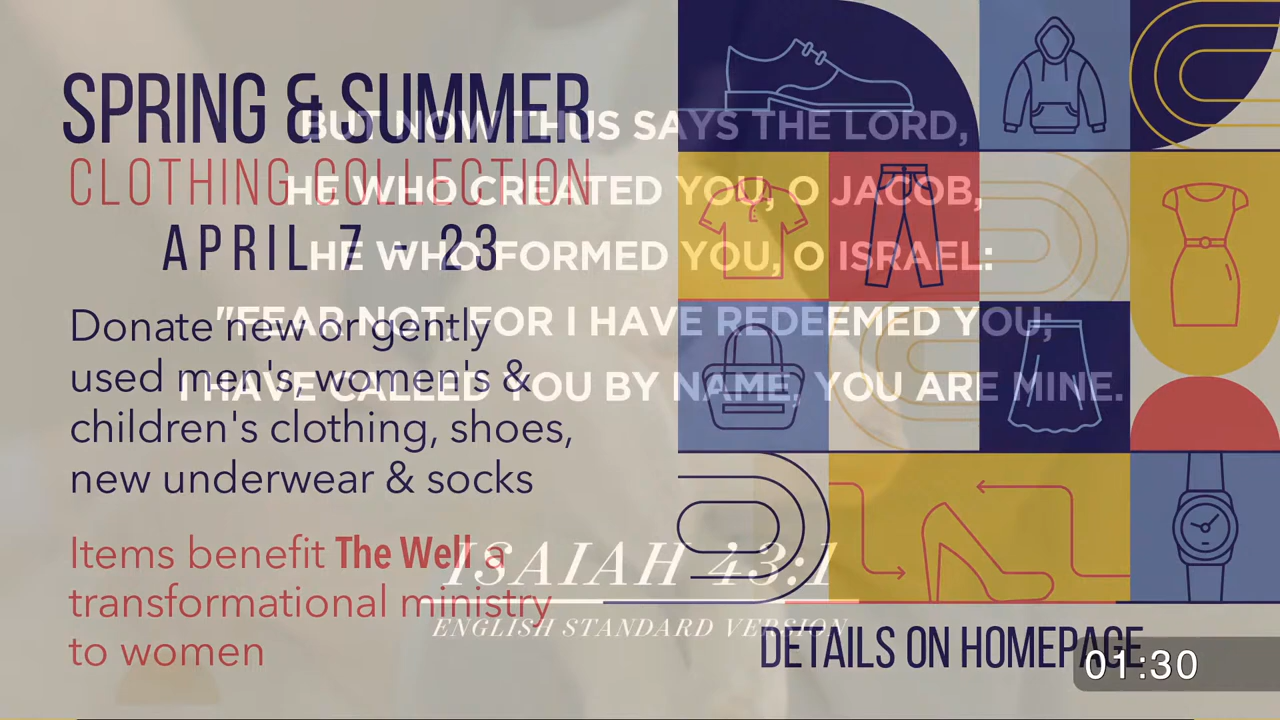 SPRING & SUMMER
CLOTHING COLLECTION
APRIL 7 - 23
Donate new or gently
used men's, women's &
children's clothing, shoes,
new underwear & socks
Items benefit The Well a
transformational ministry
to women
BUT NOW THUS SAYS THE LORD,
HE WHO CREATED YOU, O JACOB,
HE WHO FORMED YOU, O ISRAEL:
"FEAR NOT, FOR I HAVE REDEEMED YOU;
I HAVE CALLED YOU BY NAME, YOU ARE MINE.
ISAIAH 43:1
ENGLISH STANDARD VERSION
DETAILS ON HOMEPAGE
01:30